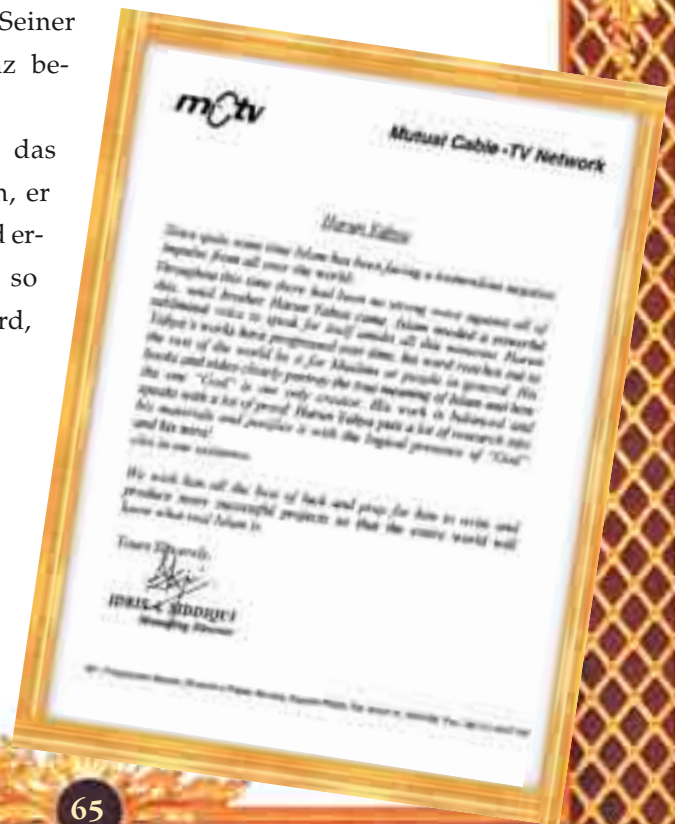 Seiner
nz be-
das
n, er
d er-
so
rd,
mctv
Mutual Cable -TV Network
Harun Yahya
Since quite some time Islam has been facing a tremendous negative
impulse from all over the world.
Throughout this time there had been no strong voice against all of
this, until brother Harun Yahya came. Islam needed a powerful
voice to speak for itself amidst all this nonsense. Harun
Yahya's works have progressed over time, his word reaches out to
the rest of the world be it for Muslims or people in general. His
books and video clearly portray the true meaning of Islam and how
the one "God" is our only creator. His work is balanced and
speaks with a lot of proof. Harun Yahya puts a lot of research into
his materials and justifies it with the logical presence of "God"
and his
in our existence.
We wish him all the best of luck and pray for him to write and
produce more successful projects so that the entire world will
know what real Islam is.
Yours Sincerely,
IDRIS SIDDIQUI
Managing Director
65